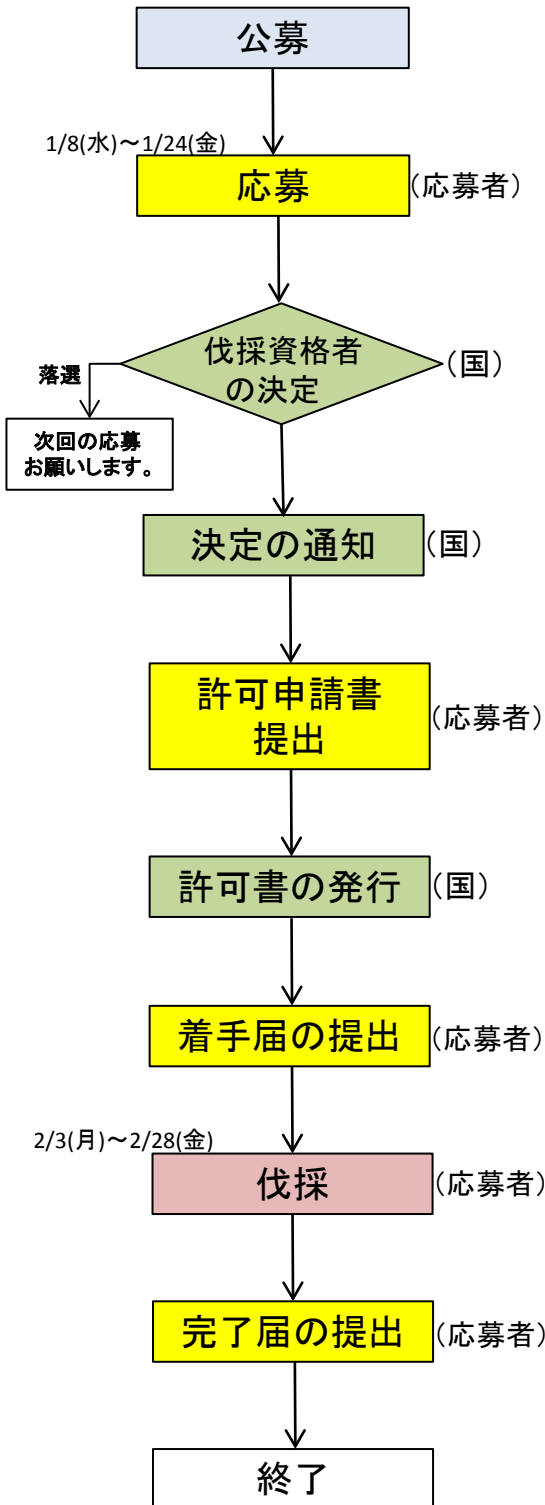 公募
1/8(水)～1/24(金)
応募
(応募者)
伐採資格者
の決定
(国)
落選
次回の応募
お願いします。
決定の通知
(国)
許可申請書
提出
(応募者)
許可書の発行
(国)
着手届の提出
(応募者)
2/3(月)～2/28(金)
伐採
(応募者)
完了届の提出
(応募者)
終了